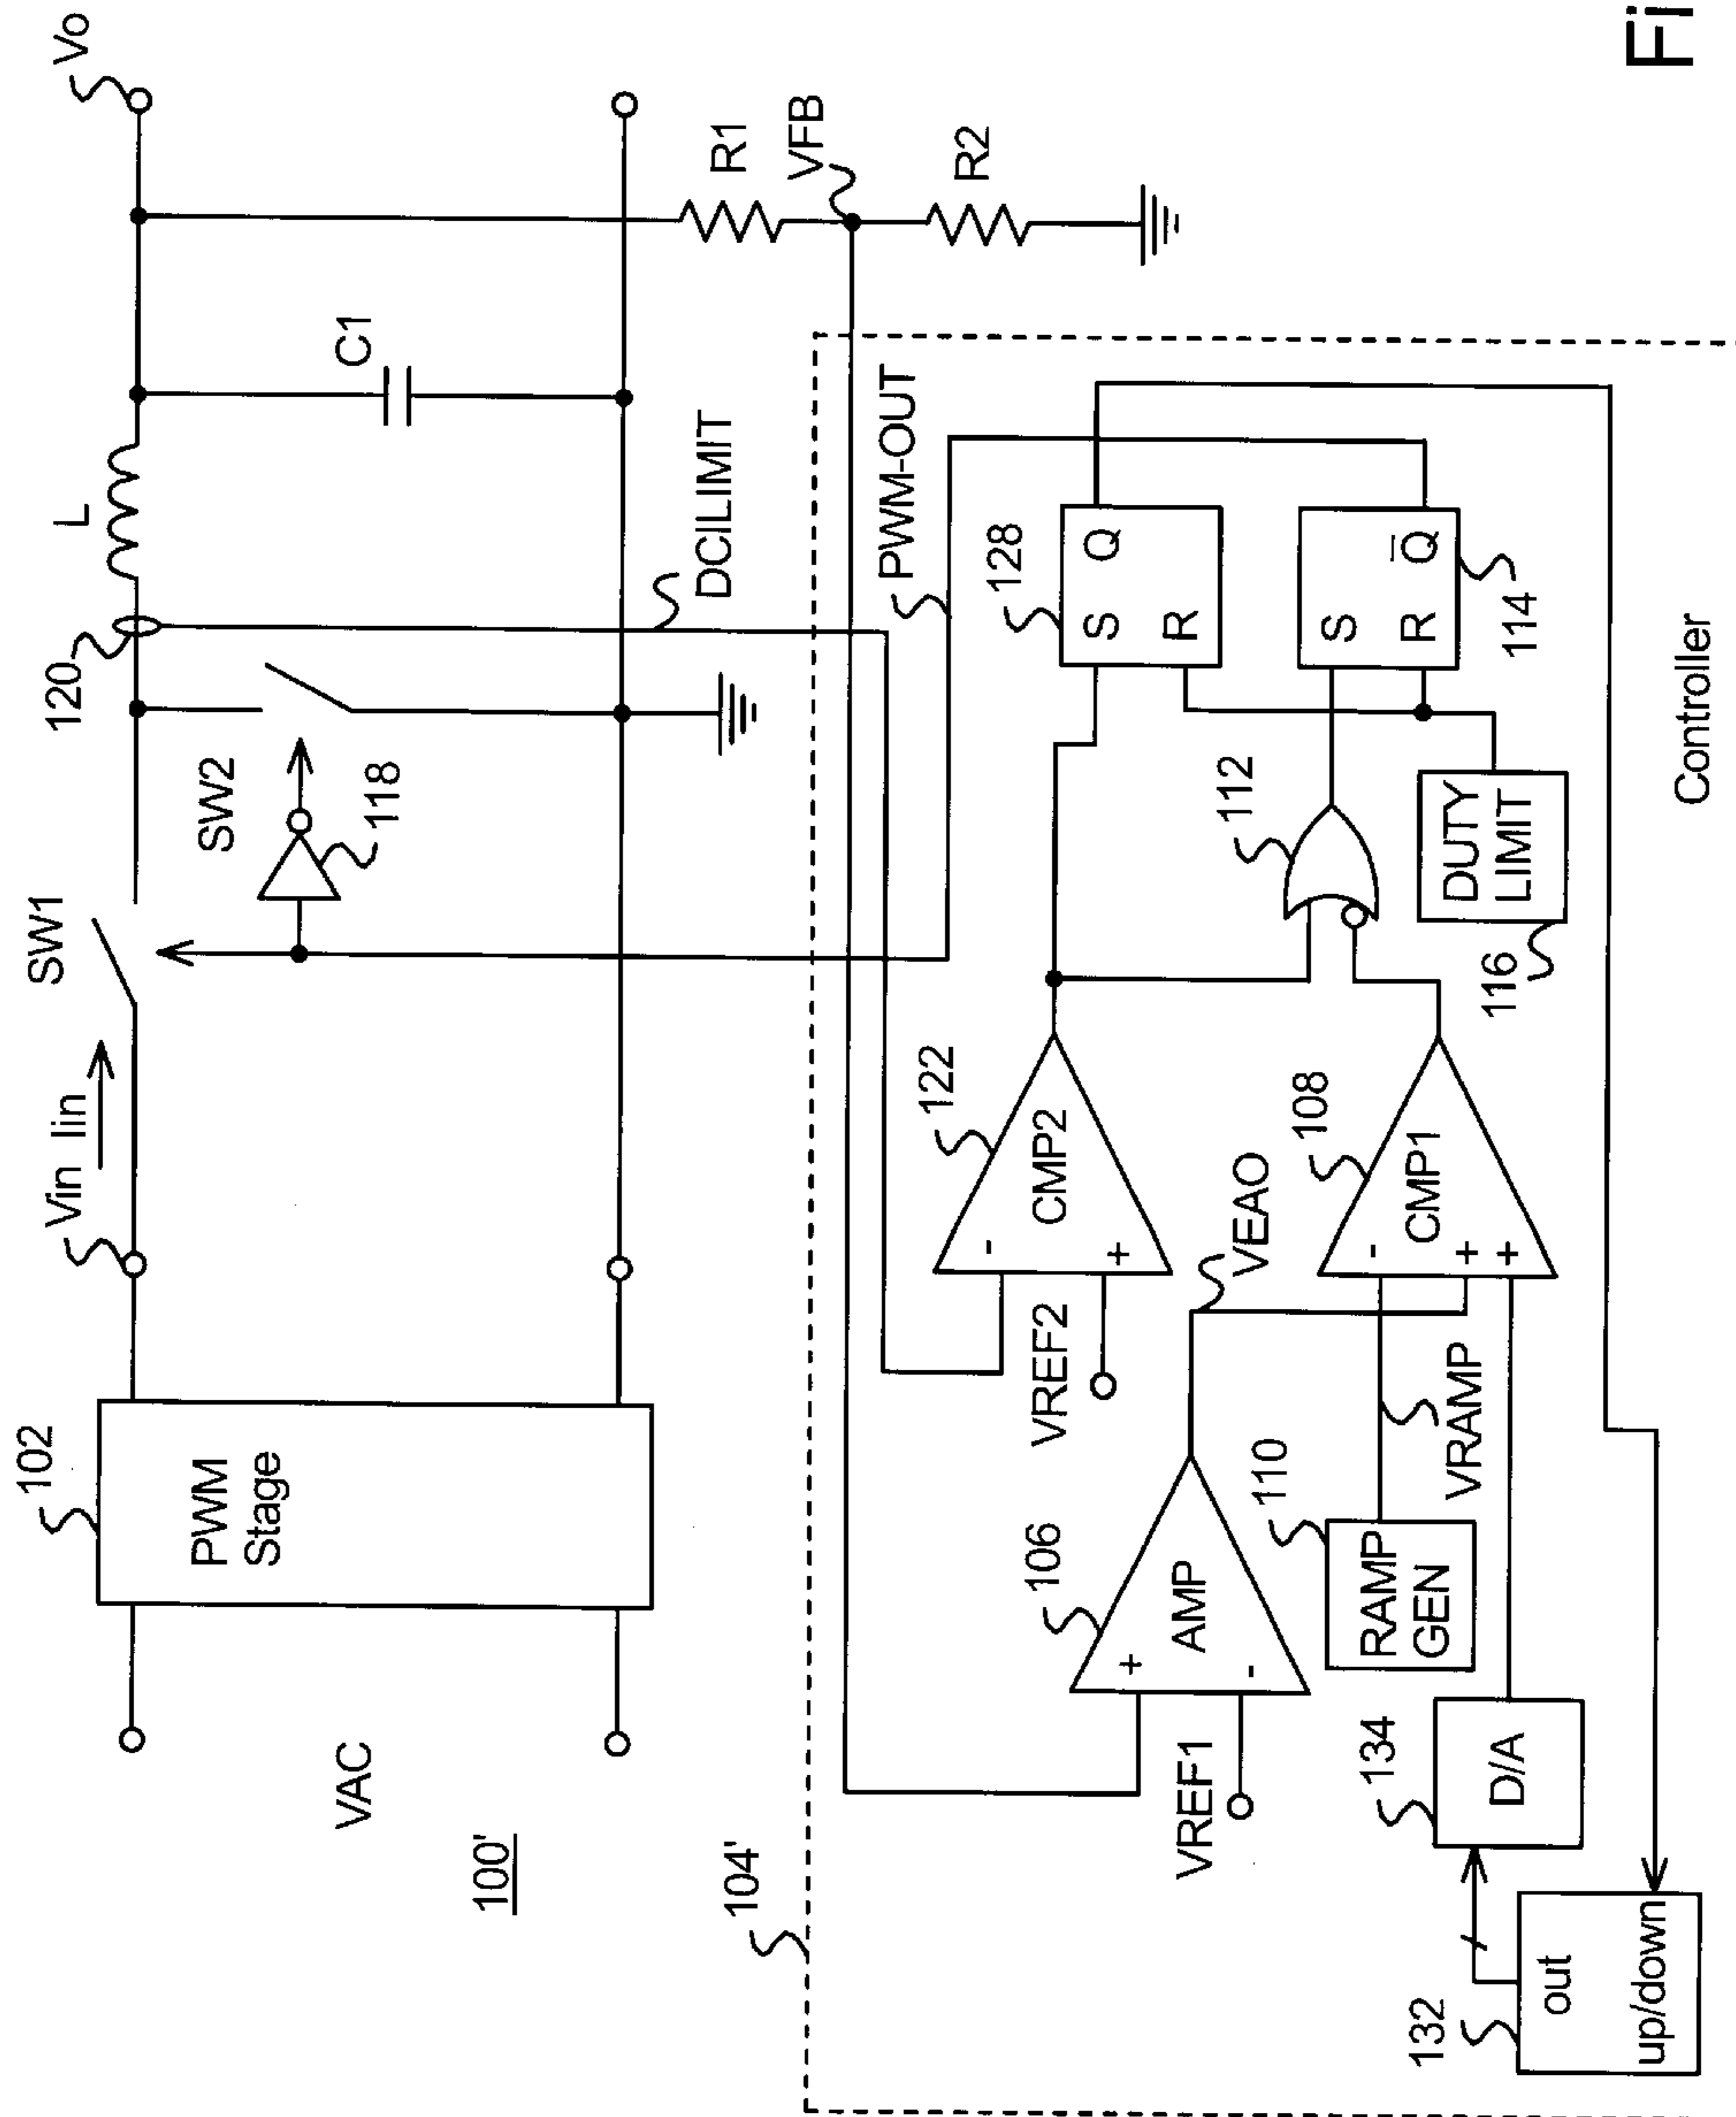 Vin Iin
SW1
120
L
Vo
102
PWM
Stage
SW2
118
C1
VAC
DCILIMIT
R1
VFB
R2
100'
104'
PWM-OUT
128
S Q
R
122
-
CMP2
+
VREF2
106
+
AMP
-
VREF1
VEAO
112
S
R Q̅
114
108
-
CMP1
+
+
110
RAMP
GEN
VRAMP
116
DUTY
LIMIT
134
D/A
132
out
up/down
Controller
Fi